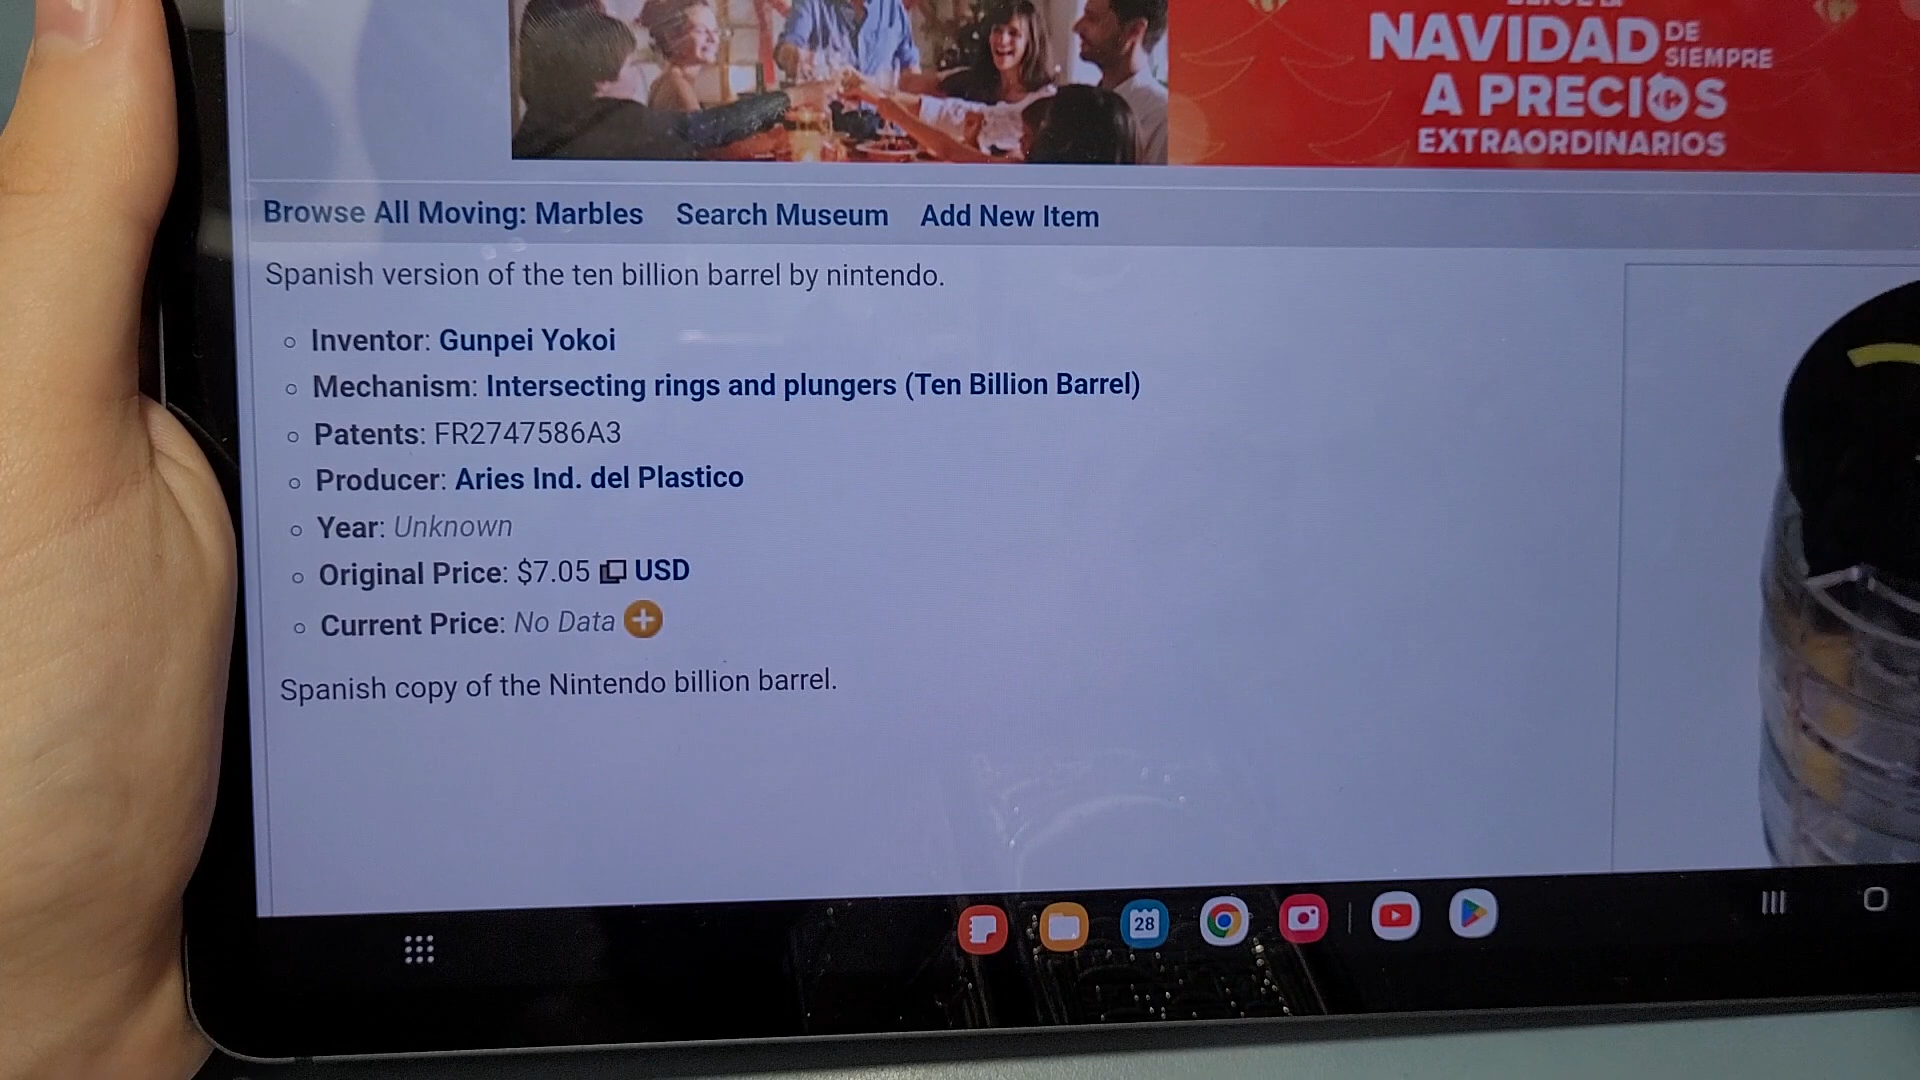 NAVIDAD DE SIEMPRE
A PRECIOS
EXTRAORDINARIOS
Browse All Moving: Marbles Search Museum Add New Item
Spanish version of the ten billion barrel by nintendo.
Inventor: Gunpei Yokoi
Mechanism: Intersecting rings and plungers (Ten Billion Barrel)
Patents: FR2747586A3
Producer: Aries Ind. del Plastico
Year: Unknown
Original Price: $7.05 USD
Current Price: No Data
Spanish copy of the Nintendo billion barrel.
28